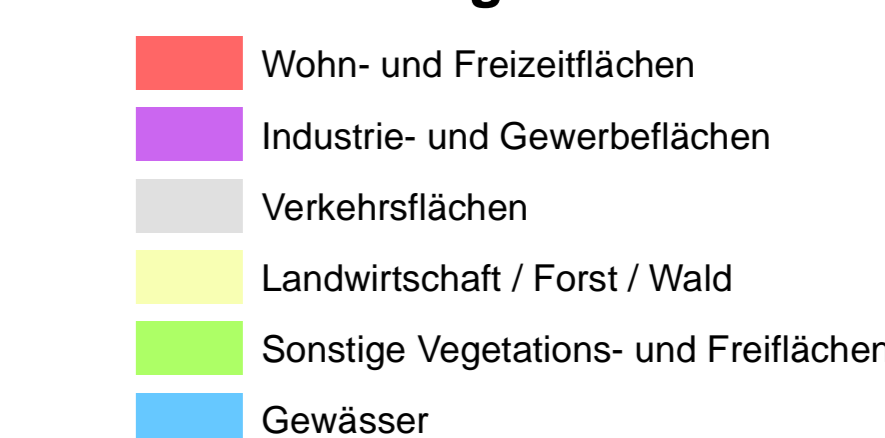 Wohn- und Freizeitflächen
Industrie- und Gewerbeflächen
Verkehrsflächen
Landwirtschaft / Forst / Wald
Sonstige Vegetations- und Freiflächen
Gewässer